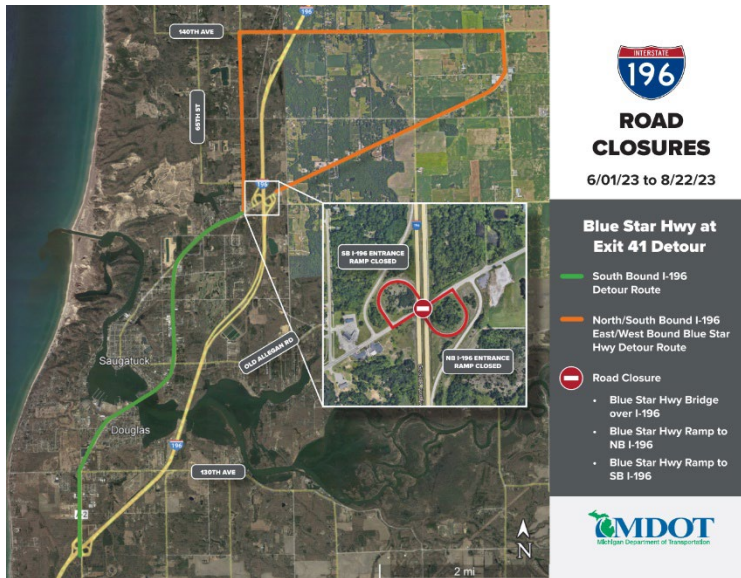 196
140TH AVE
65TH ST
196
SB I-196 ENTRANCE
RAMP CLOSED
NB I-196 ENTRANCE
RAMP CLOSED
OLD ALLEGAN RD
Saugatuck
Douglas
196
130TH AVE
N
2 mi
INTERSTATE
196
ROAD
CLOSURES
6/01/23 to 8/22/23
Blue Star Hwy at
Exit 41 Detour
South Bound I-196
Detour Route
North/South Bound I-196
East/West Bound Blue Star
Hwy Detour Route
Road Closure
• Blue Star Hwy Bridge
over I-196
• Blue Star Hwy Ramp to
NB I-196
• Blue Star Hwy Ramp to
SB I-196
MDOT
Michigan Department of Transportation